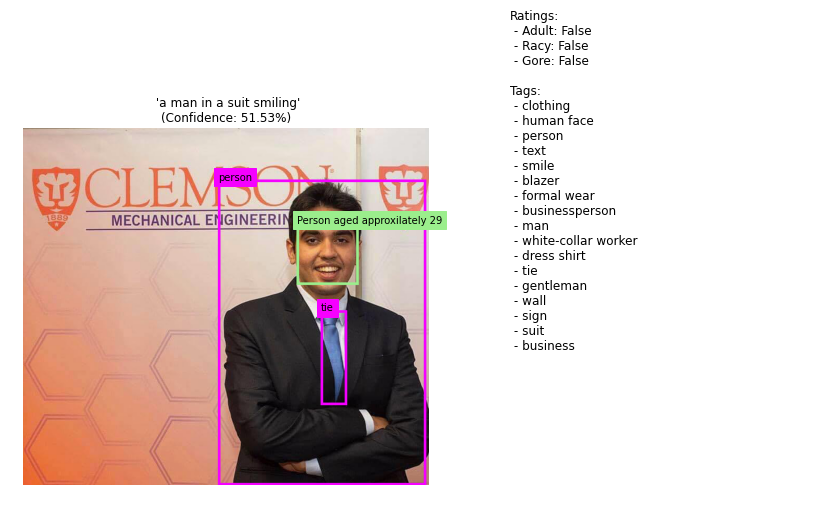 Ratings:
- Adult: False
- Racy: False
- Gore: False
Tags:
- clothing
- human face
- person
- text
- smile
- blazer
- formal wear
- businessperson
- man
- white-collar worker
- dress shirt
- tie
- gentleman
- wall
- sign
- suit
- business
'a man in a suit smiling'
(Confidence: 51.53%)
person
CLEMSON
1889
MECHANICAL ENGINEERIN
Person aged approxilately 29
tie